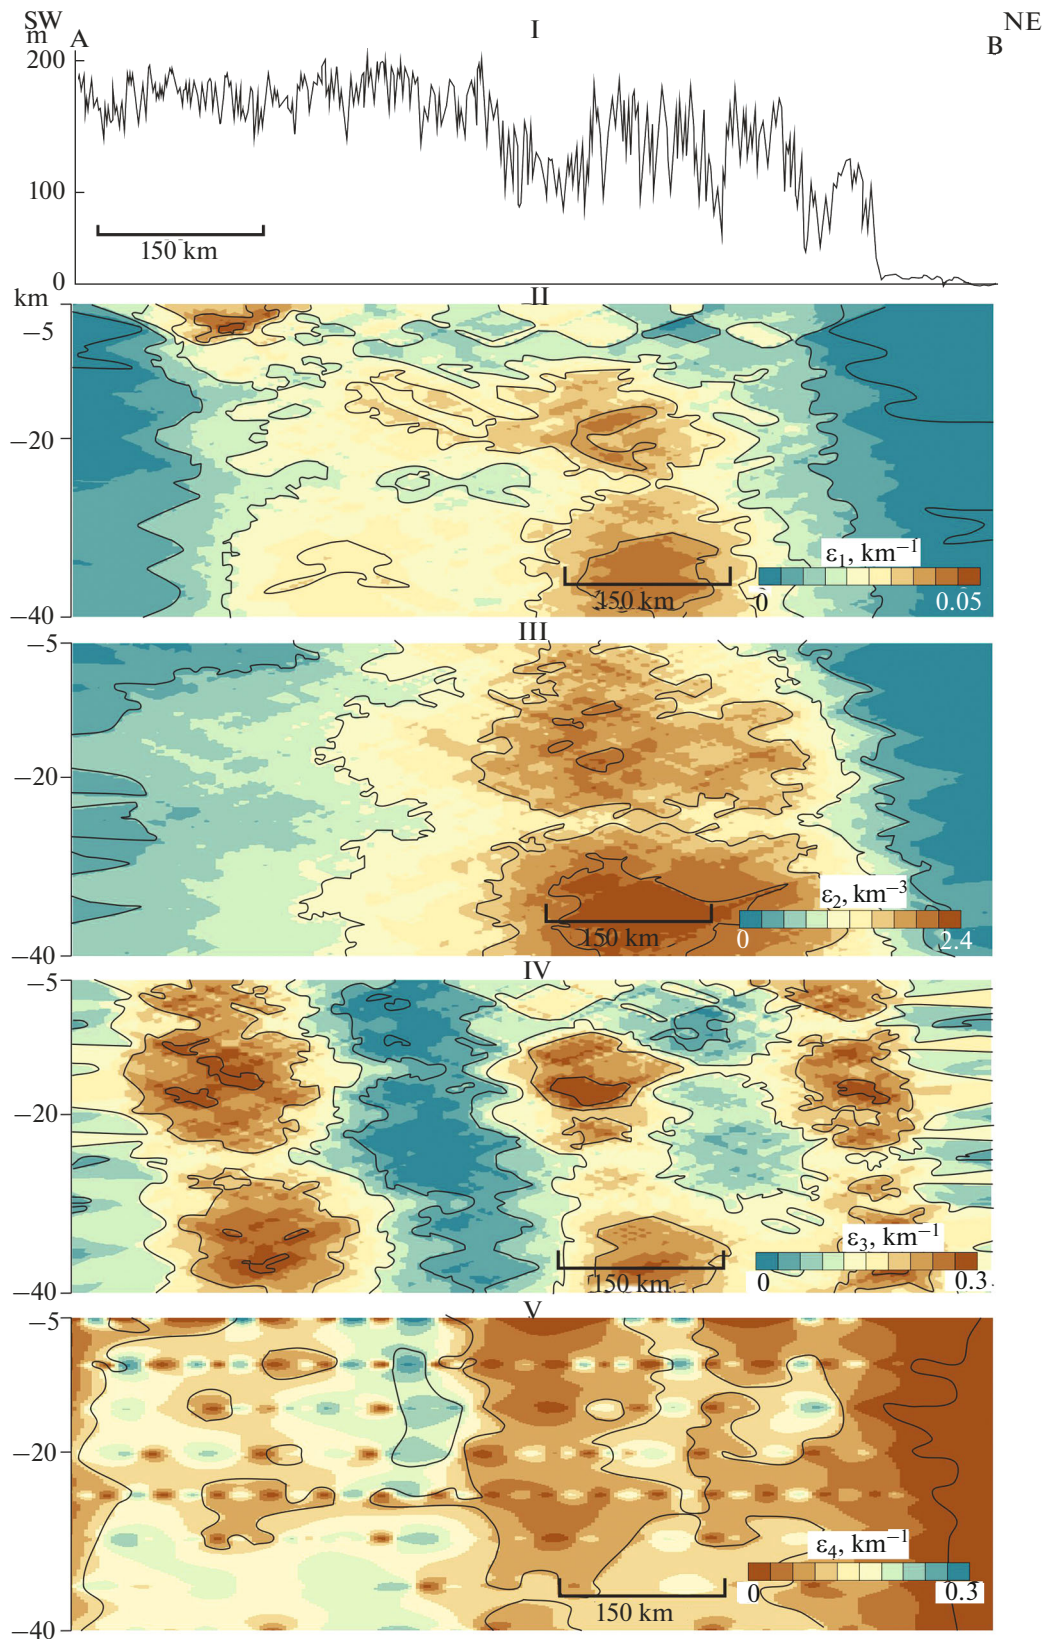 SW I NE
m A B
200
100
150 km
0
km II
−5
−20
ε₁, km⁻¹
150 km 0 0.05
−40
III
−5
−20
ε₂, km⁻³
150 km 0 2.4
−40
IV
−5
−20
ε₃, km⁻¹
150 km 0 0.3
−40
V
−5
−20
ε₄, km⁻¹
0 0.3
150 km
−40